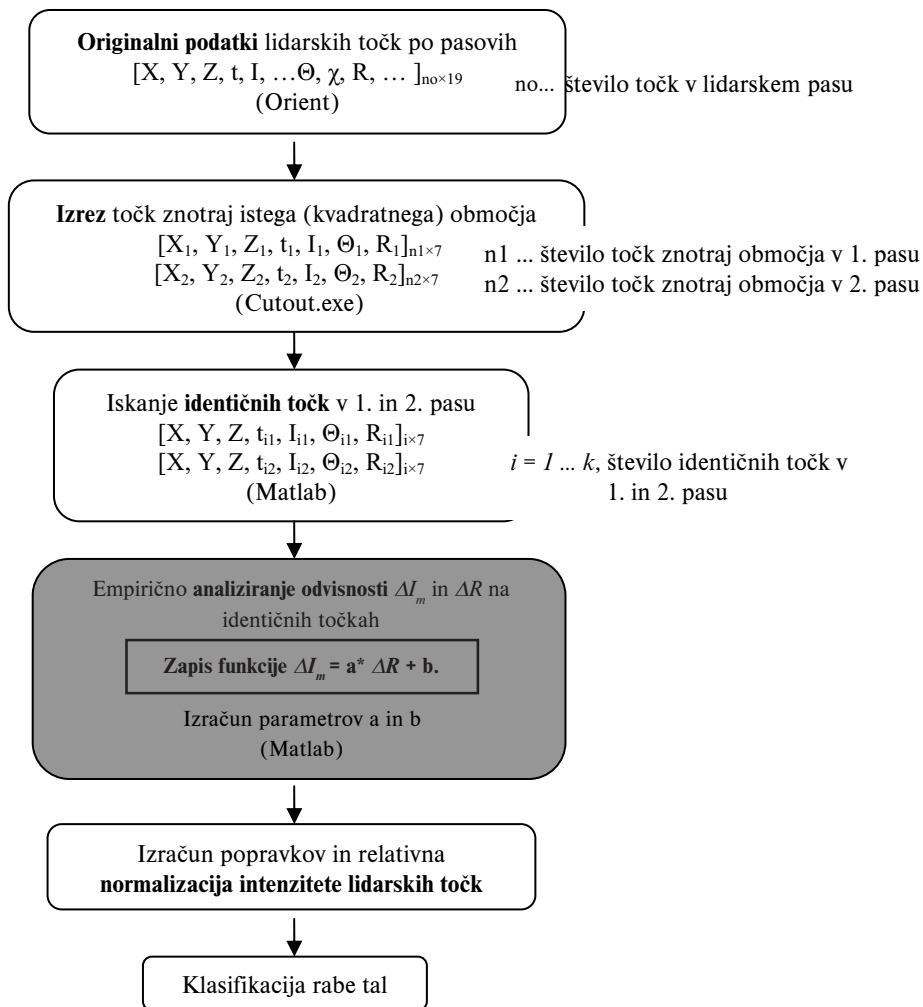 Originalni podatki lidarskih točk po pasovih
[X, Y, Z, t, I, …Θ, χ, R, … ]no×19
(Orient)
no... število točk v lidarskem pasu
Izrez točk znotraj istega (kvadratnega) območja
[X1, Y1, Z1, t1, I1, Θ1, R1]n1×7
[X2, Y2, Z2, t2, I2, Θ2, R2]n2×7
(Cutout.exe)
n1 ... število točk znotraj območja v 1. pasu
n2 ... število točk znotraj območja v 2. pasu
Iskanje identičnih točk v 1. in 2. pasu
[X, Y, Z, ti1, Ii1, Θi1, Ri1]i×7
[X, Y, Z, ti2, Ii2, Θi2, Ri2]i×7
(Matlab)
i = 1 ... k, število identičnih točk v
1. in 2. pasu
Empirično analiziranje odvisnosti ΔIm in ΔR na
identičnih točkah
Zapis funkcije ΔIm = a* ΔR + b.
Izračun parametrov a in b
(Matlab)
Izračun popravkov in relativna
normalizacija intenzitete lidarskih točk
Klasifikacija rabe tal